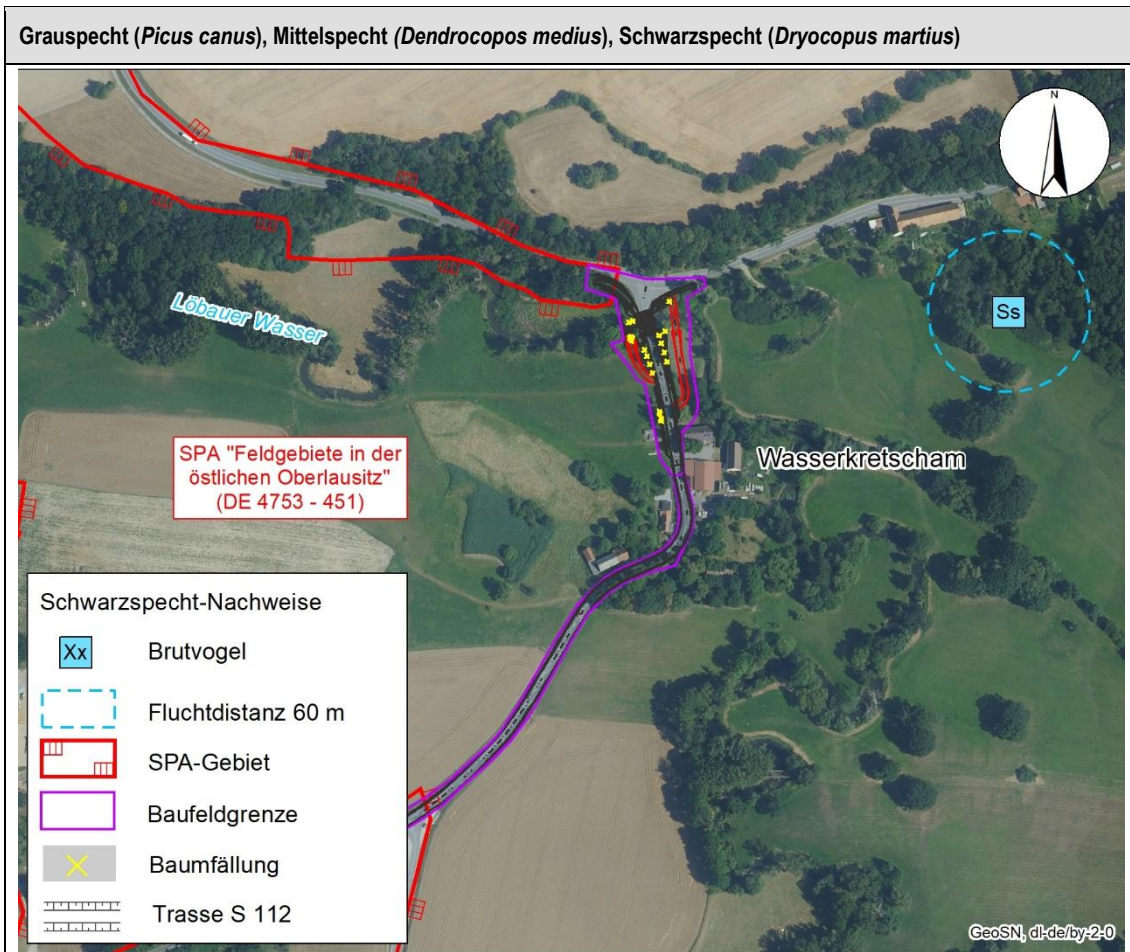 Grauspecht (Picus canus), Mittelspecht (Dendrocopos medius), Schwarzspecht (Dryocopus martius)
N
Löbauer Wasser
Ss
SPA "Feldgebiete in der
östlichen Oberlausitz"
(DE 4753 - 451)
Wasserkretscham
Schwarzspecht-Nachweise
Xx Brutvogel
Fluchtdistanz 60 m
SPA-Gebiet
Baufeldgrenze
Baumfällung
Trasse S 112
GeoSN, dl-de/by-2-0